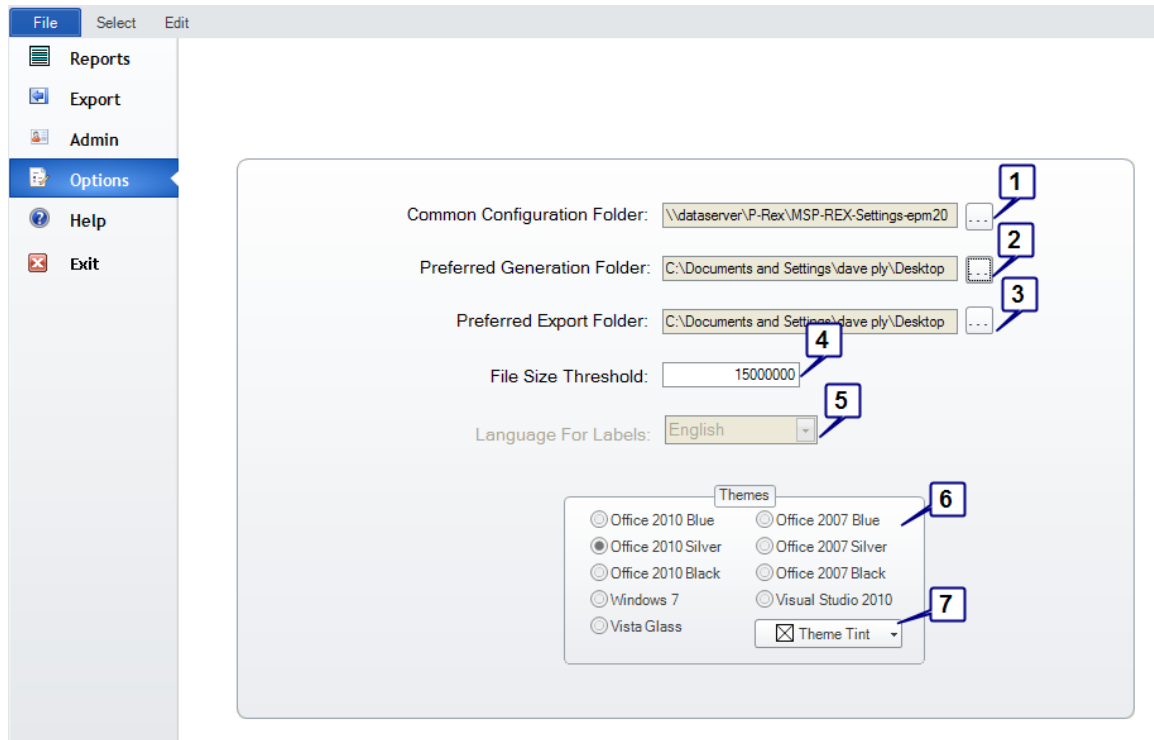 File Select Edit
Reports
Export
Admin
Options
Help
Exit
1
Common Configuration Folder: \\dataserver\P-Rex\MSP-REX-Settings-epm20 ...
2
Preferred Generation Folder: C:\Documents and Settings\dave ply\Desktop ...
3
Preferred Export Folder: C:\Documents and Settings\dave ply\Desktop ...
4
File Size Threshold: 15000000
5
Language For Labels: English
Themes
6
Office 2010 Blue Office 2007 Blue
Office 2010 Silver Office 2007 Silver
Office 2010 Black Office 2007 Black
Windows 7 Visual Studio 2010
7
Vista Glass Theme Tint